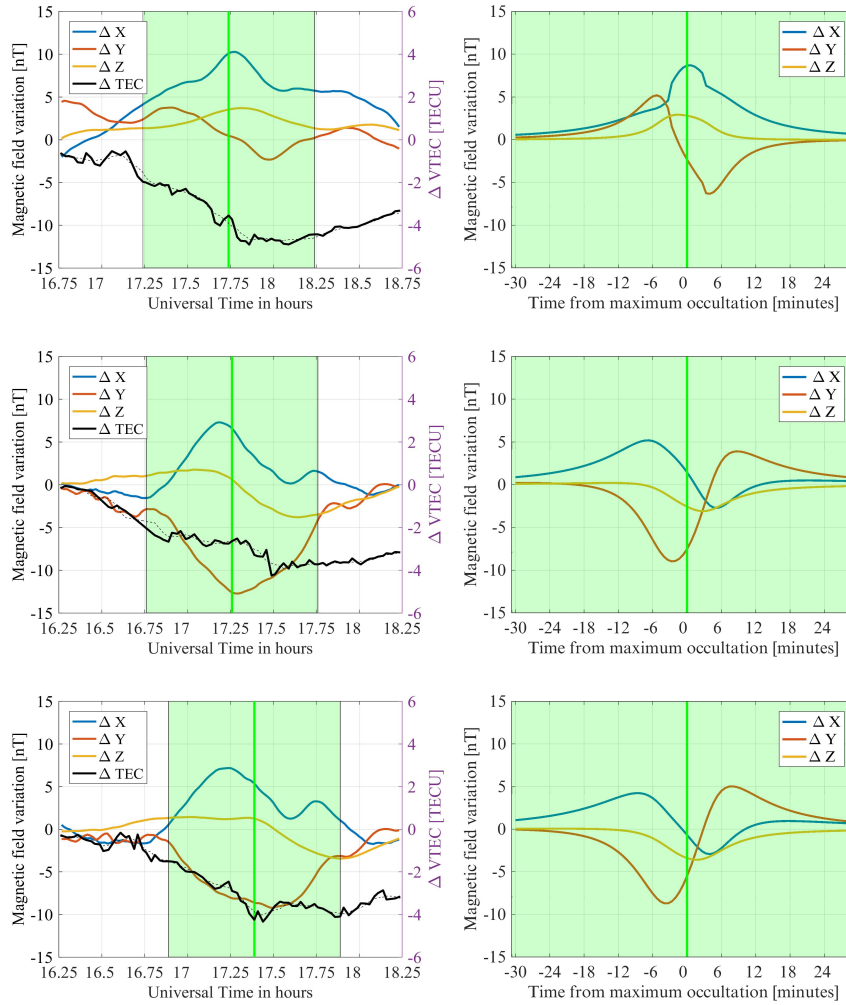 15
10
5
0
-5
-10
-15
Magnetic field variation [nT]
Δ X
Δ Y
Δ Z
Δ TEC
6
4
2
0
-2
-4
-6
Δ VTEC [TECU]
16.75 17 17.25 17.5 17.75 18 18.25 18.75
Universal Time in hours
15
10
5
0
-5
-10
-15
Magnetic field variation [nT]
Δ X
Δ Y
Δ Z
-30 -24 -18 -12 -6 0 6 12 18 24
Time from maximum occultation [minutes]
15
10
5
0
-5
-10
-15
Magnetic field variation [nT]
Δ X
Δ Y
Δ Z
Δ TEC
6
4
2
0
-2
-4
-6
Δ VTEC [TECU]
16.25 16.5 16.75 17 17.25 17.5 17.75 18 18.25
Universal Time in hours
15
10
5
0
-5
-10
-15
Magnetic field variation [nT]
Δ X
Δ Y
Δ Z
-30 -24 -18 -12 -6 0 6 12 18 24
Time from maximum occultation [minutes]
15
10
5
0
-5
-10
-15
Magnetic field variation [nT]
Δ X
Δ Y
Δ Z
Δ TEC
6
4
2
0
-2
-4
-6
Δ VTEC [TECU]
16.25 16.5 16.75 17 17.25 17.5 17.75 18 18.25
Universal Time in hours
15
10
5
0
-5
-10
-15
Magnetic field variation [nT]
Δ X
Δ Y
Δ Z
-30 -24 -18 -12 -6 0 6 12 18 24
Time from maximum occultation [minutes]